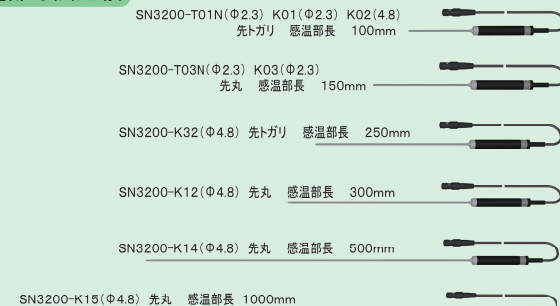 SN3200-T01N(Φ2.3) K01(Φ2.3) K02(4.8)
先トガリ 感温部長 100mm
SN3200-T03N(Φ2.3) K03(Φ2.3)
先丸 感温部長 150mm
SN3200-K32(Φ4.8) 先トガリ 感温部長 250mm
SN3200-K12(Φ4.8) 先丸 感温部長 300mm
SN3200-K14(Φ4.8) 先丸 感温部長 500mm
SN3200-K15(Φ4.8) 先丸 感温部長 1000mm